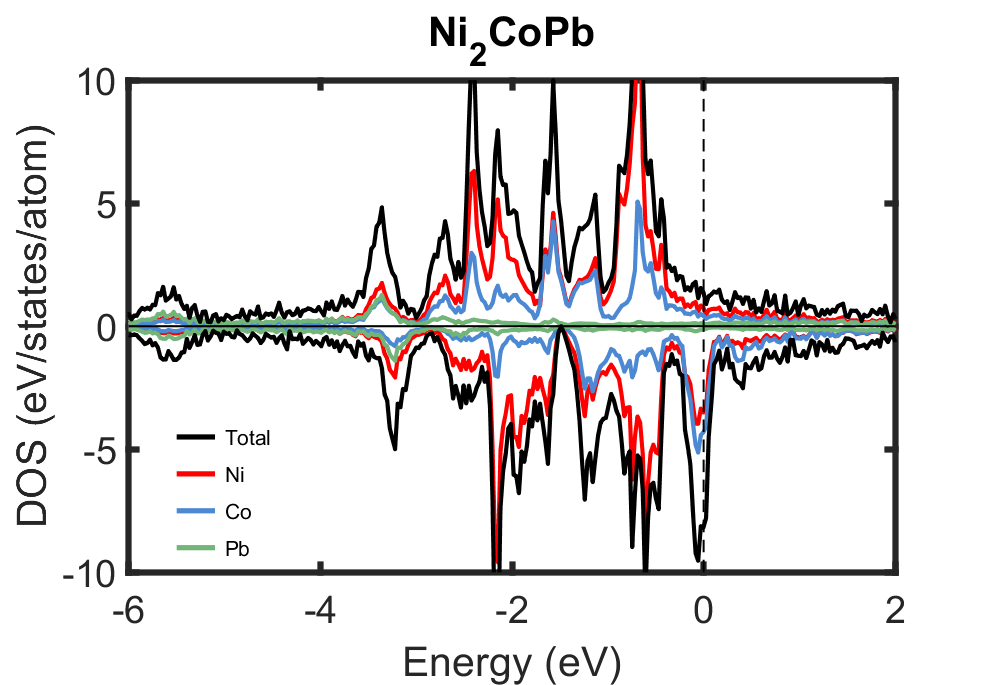 Ni2CoPb
DOS (eV/states/atom)
10
5
0
-5
-10
Total
Ni
Co
Pb
-6 -4 -2 0 2
Energy (eV)